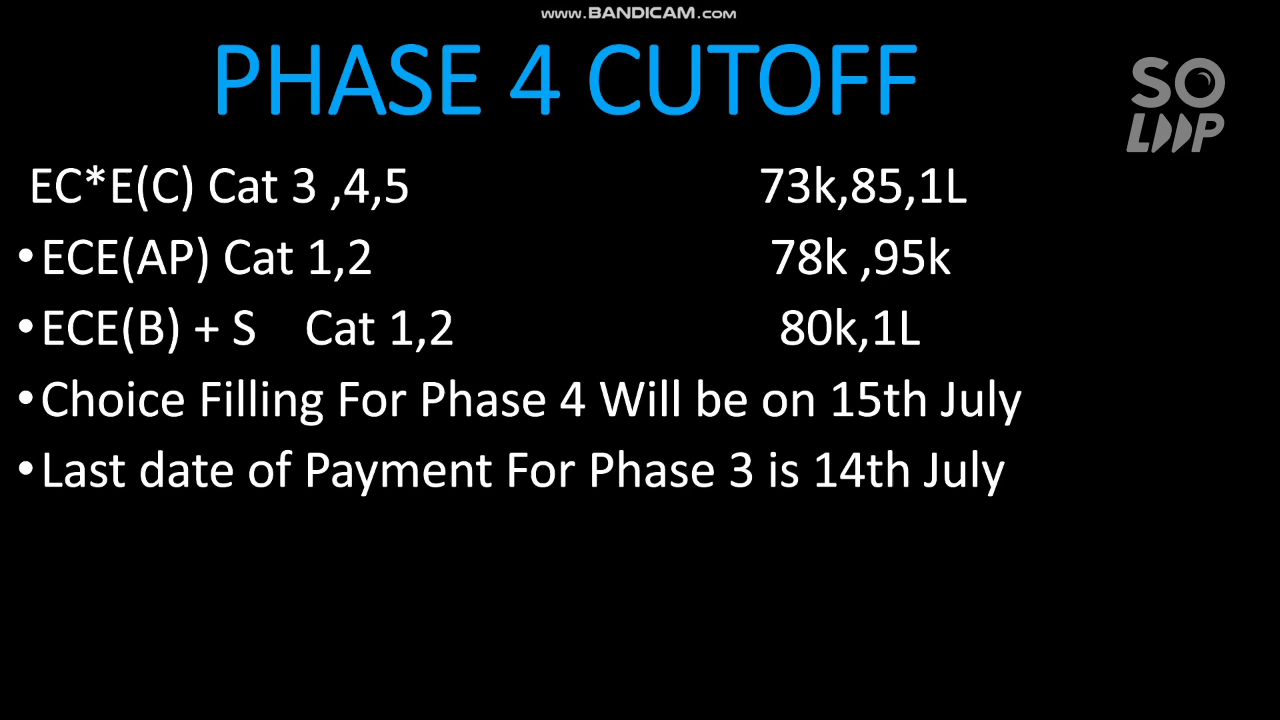 www.BANDICAM.com
PHASE 4 CUTOFF
SO
LOOP
EC*E(C) Cat 3 ,4,5 73k,85,1L
•ECE(AP) Cat 1,2 78k ,95k
•ECE(B) + S Cat 1,2 80k,1L
•Choice Filling For Phase 4 Will be on 15th July
•Last date of Payment For Phase 3 is 14th July